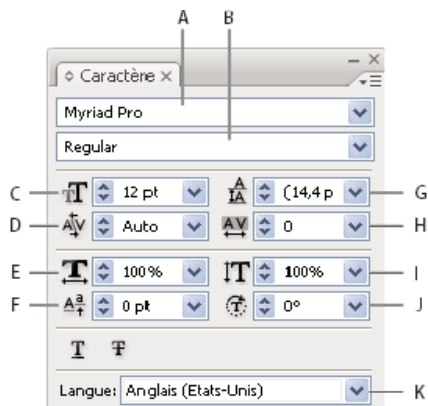 A B
Caractère
Myriad Pro
Regular
C 12 pt (14,4 p G
D Auto 0 H
E 100% 100% I
F 0 pt 0° J
T T
Langue: Anglais (Etats-Unis) K